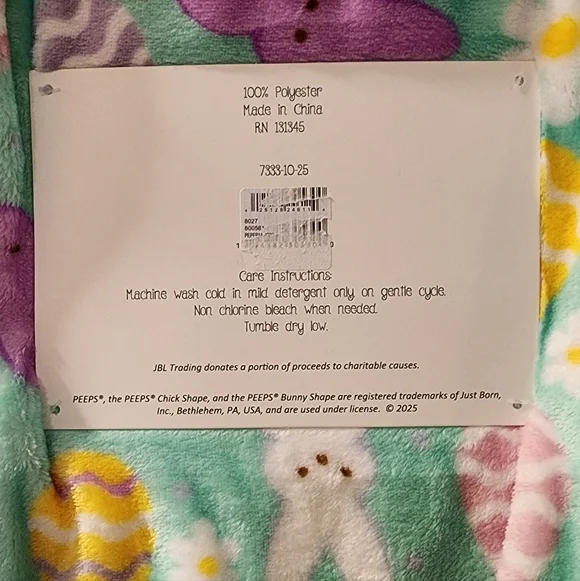 100% Polyester
Made in China
RN 131345
7333-10-25
8027
Care Instructions:
Machine wash cold in mild detergent only on gentle cycle.
Non chlorine bleach when needed.
Tumble dry low.
JBL Trading donates a portion of proceeds to charitable causes.
PEEPS®, the PEEPS® Chick Shape, and the PEEPS® Bunny Shape are registered trademarks of Just Born,
Inc., Bethlehem, PA, USA, and are used under license. © 2025